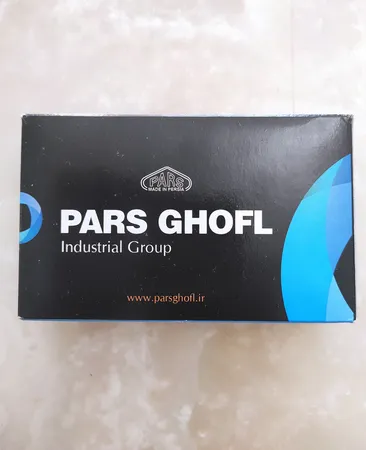 PARS
MADE IN PERSIA
PARS GHOFL
Industrial Group
www.parsghofl.ir